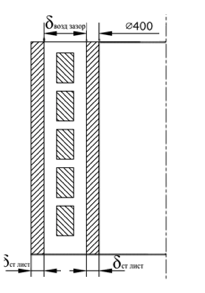 δвозд зазор
⌀400
δст лист
δст лист